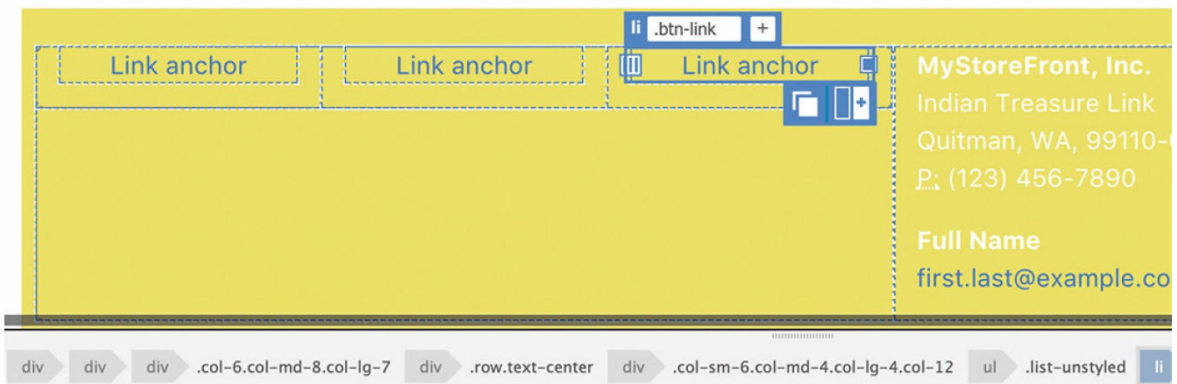 li .btn-link +
Link anchor Link anchor Link anchor
+
MyStoreFront, Inc.
Indian Treasure Link
Quitman, WA, 99110-
P: (123) 456-7890
Full Name
first.last@example.co
div div div .col-6.col-md-8.col-lg-7 div .row.text-center div .col-sm-6.col-md-4.col-lg-4.col-12 ul .list-unstyled li